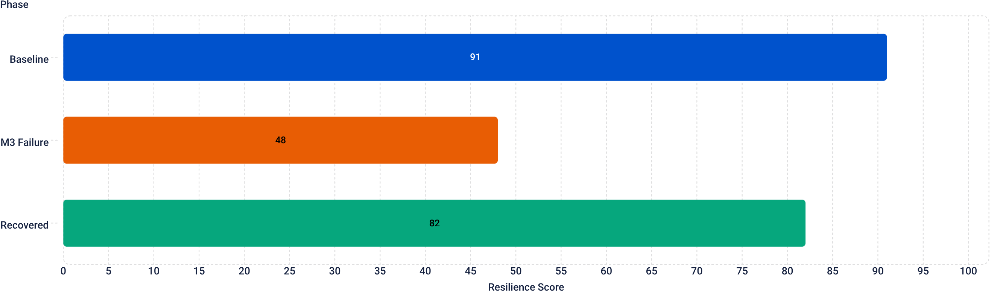 Phase
Baseline
91
M3 Failure
48
Recovered
82
0 5 10 15 20 25 30 35 40 45 50 55 60 65 70 75 80 85 90 95 100
Resilience Score